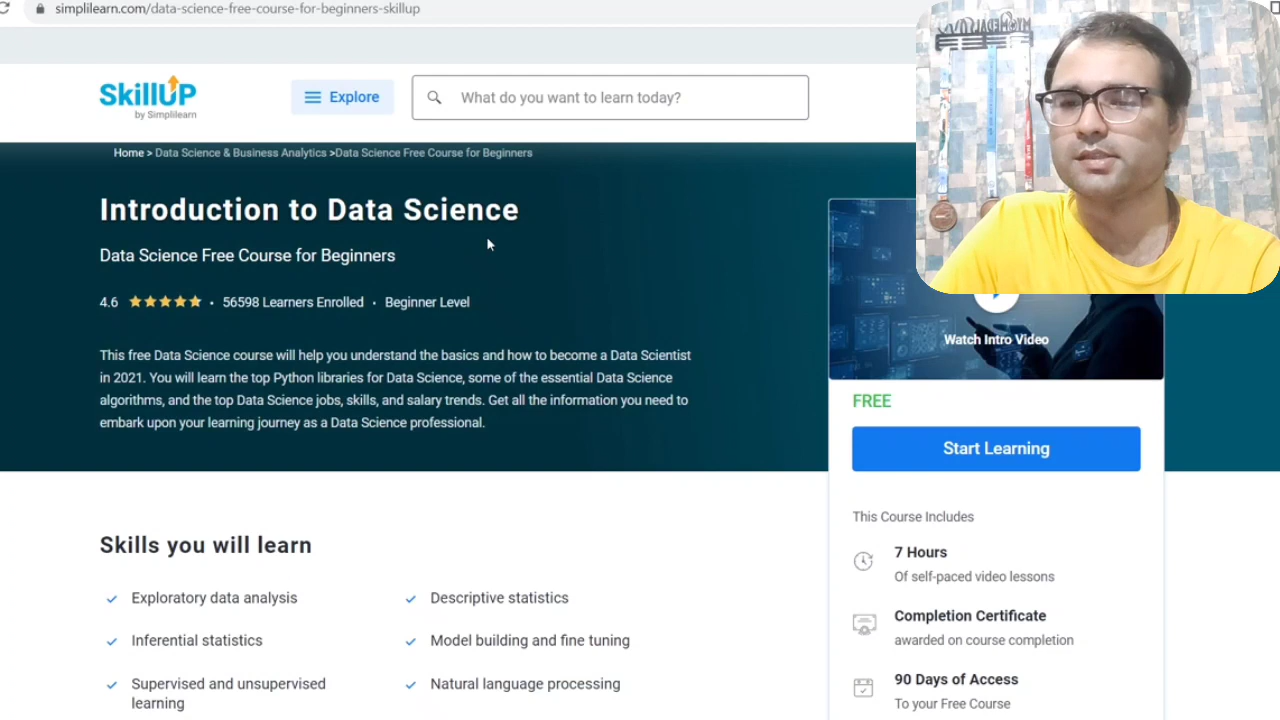 simplilearn.com/data-science-free-course-for-beginners-skillup
SkillUP
by Simplilearn
Explore
What do you want to learn today?
Home > Data Science & Business Analytics >Data Science Free Course for Beginners
Introduction to Data Science
Data Science Free Course for Beginners
4.6 · 56598 Learners Enrolled · Beginner Level
This free Data Science course will help you understand the basics and how to become a Data Scientist
in 2021. You will learn the top Python libraries for Data Science, some of the essential Data Science
algorithms, and the top Data Science jobs, skills, and salary trends. Get all the information you need to
embark upon your learning journey as a Data Science professional.
Watch Intro Video
FREE
Start Learning
This Course Includes
7 Hours
Of self-paced video lessons
Completion Certificate
awarded on course completion
90 Days of Access
To your Free Course
Skills you will learn
Exploratory data analysis
Descriptive statistics
Inferential statistics
Model building and fine tuning
Supervised and unsupervised
learning
Natural language processing